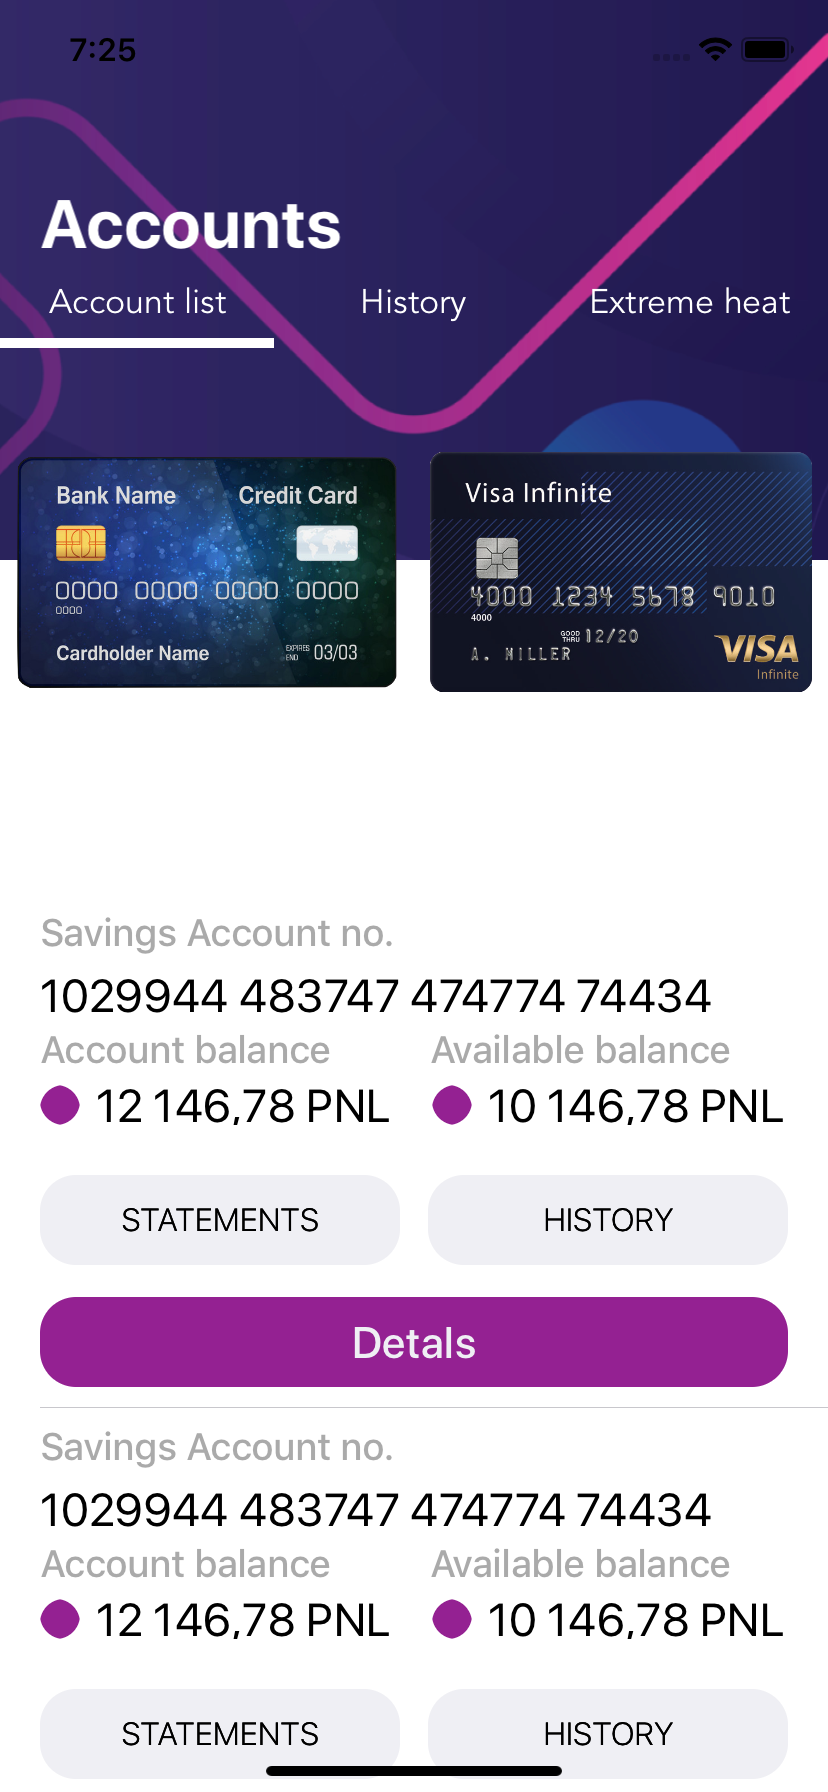 7:25
Accounts
Account list History Extreme heat
Bank Name Credit Card
0000 0000 0000 0000
0000
Cardholder Name EXPIRES END 03/03
Visa Infinite
4000 1234 5678 9010
4000
GOOD THRU 12/20
A. MILLER
VISA
Infinite
Savings Account no.
1029944 483747 474774 74434
Account balance Available balance
12 146,78 PNL 10 146,78 PNL
STATEMENTS HISTORY
Detals
Savings Account no.
1029944 483747 474774 74434
Account balance Available balance
12 146,78 PNL 10 146,78 PNL
STATEMENTS HISTORY